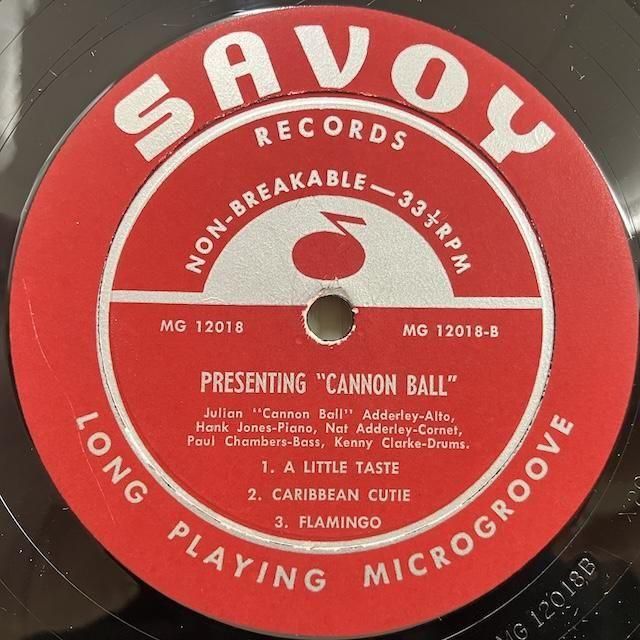 SAVOY
RECORDS
NON-BREAKABLE—33⅓RPM
MG 12018
MG 12018-B
PRESENTING "CANNON BALL"
Julian "Cannon Ball" Adderley-Alto,
Hank Jones-Piano, Nat Adderley-Cornet,
Paul Chambers-Bass, Kenny Clarke-Drums.
1. A LITTLE TASTE
2. CARIBBEAN CUTIE
3. FLAMINGO
LONG PLAYING MICROGROOVE
MG 12018B